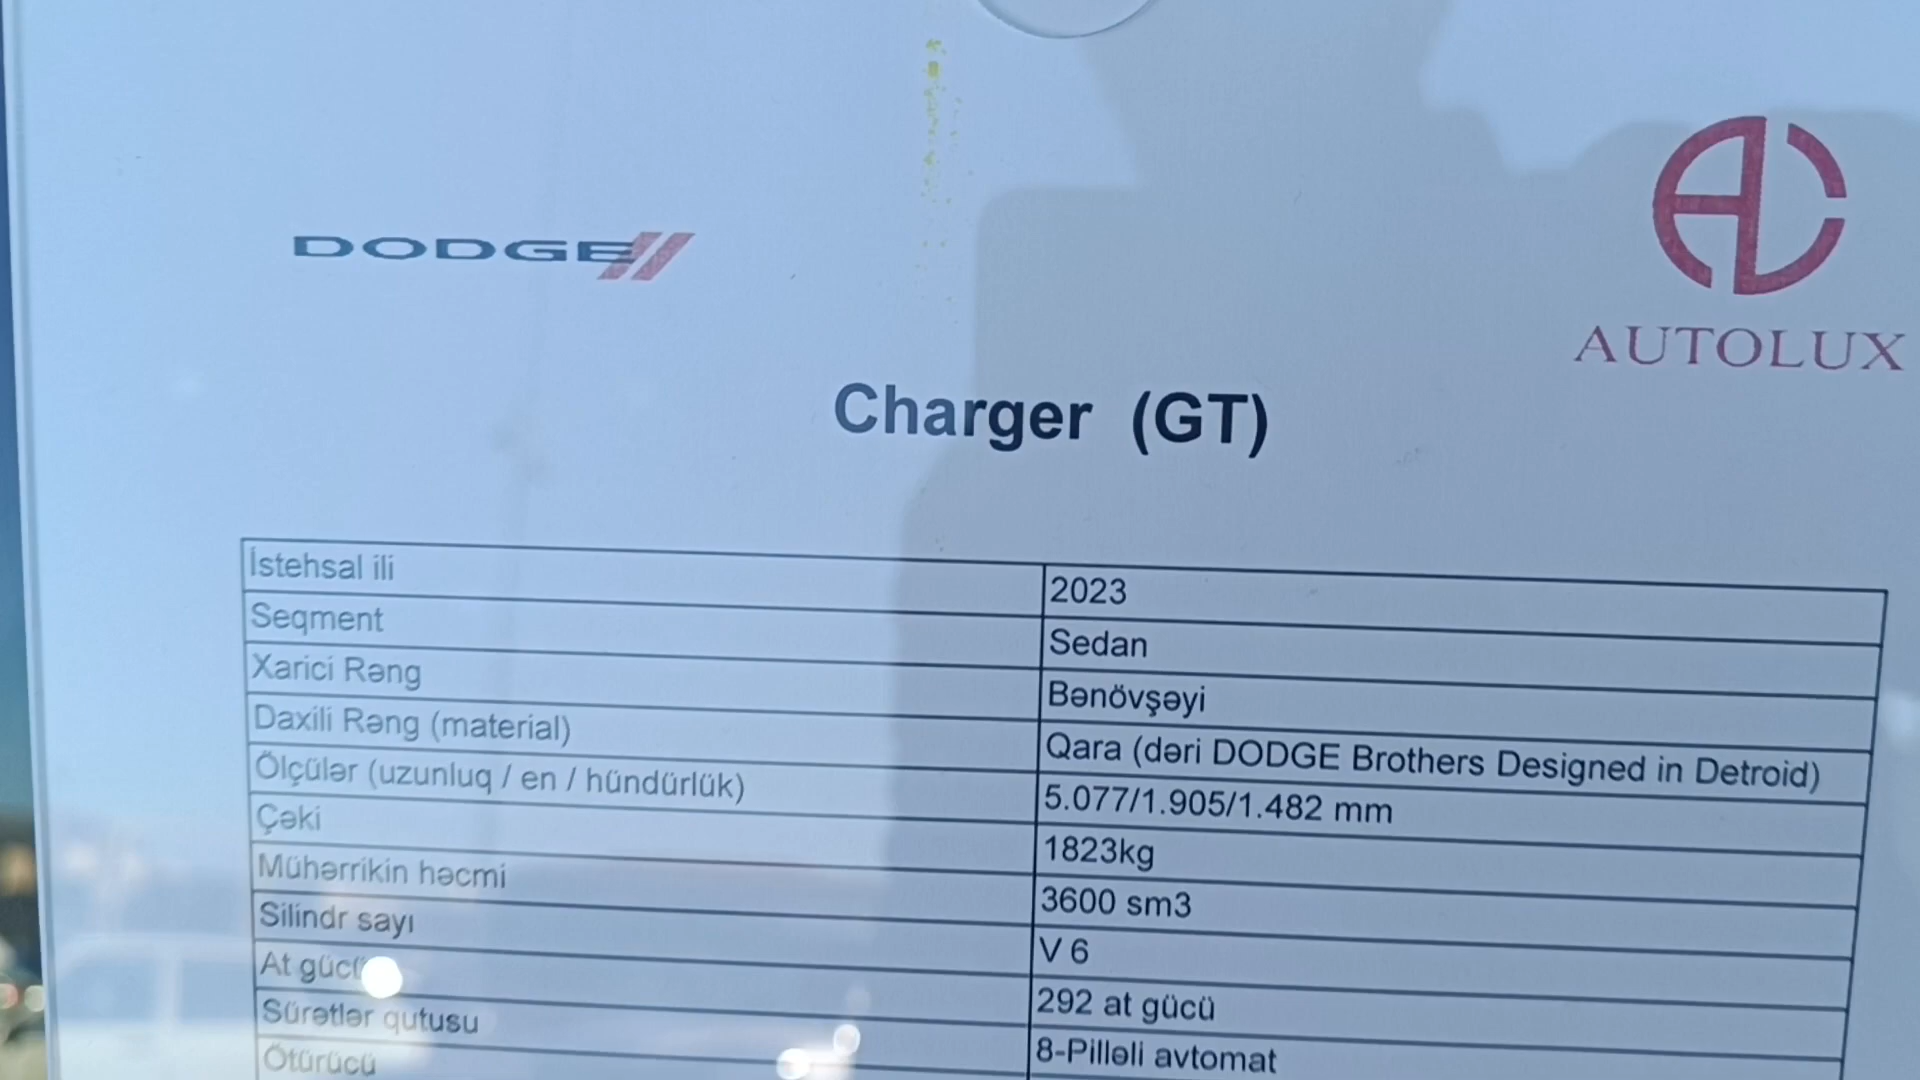 DODGE
AUTOLUX
Charger (GT)
İstehsal ili 2023
Seqment Sedan
Xarici Rəng Bənövşəyi
Daxili Rəng (material) Qara (dəri DODGE Brothers Designed in Detroid)
Ölçülər (uzunluq / en / hündürlük) 5.077/1.905/1.482 mm
Çəki 1823kg
Mühərrikin həcmi 3600 sm3
Silindr sayı V 6
At gücü 292 at gücü
Sürətlər qutusu 8-Pilləli avtomat
Ötürücü